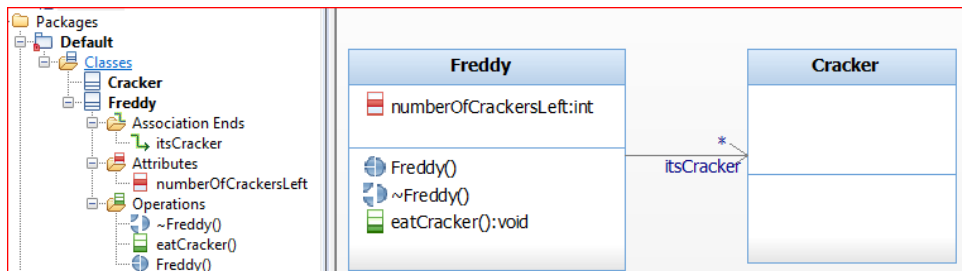 Packages
Default
Classes
Cracker
Freddy
Association Ends
itsCracker
Attributes
numberOfCrackersLeft
Operations
~Freddy()
eatCracker()
Freddy()
Freddy
numberOfCrackersLeft:int
Freddy()
~Freddy()
eatCracker():void
*
itsCracker
Cracker